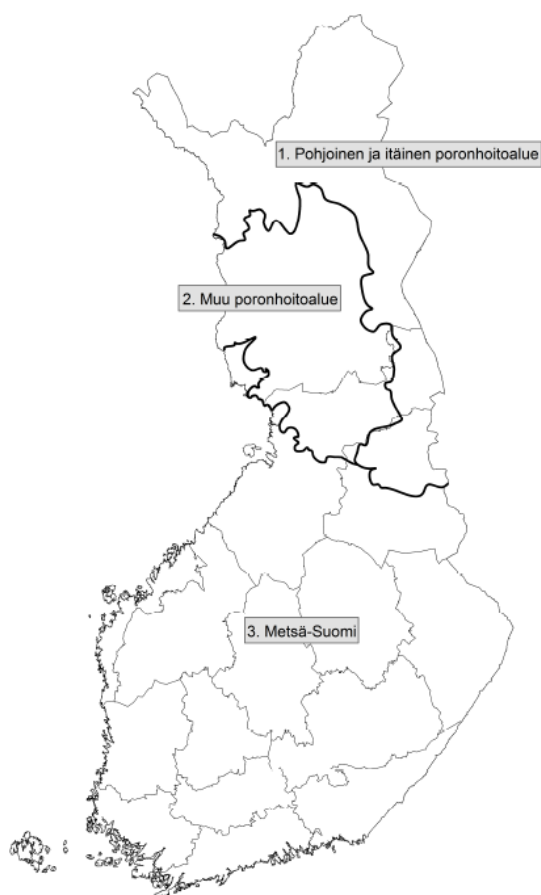 1. Pohjoinen ja itäinen poronhoitoalue
2. Muu poronhoitoalue
3. Metsä-Suomi